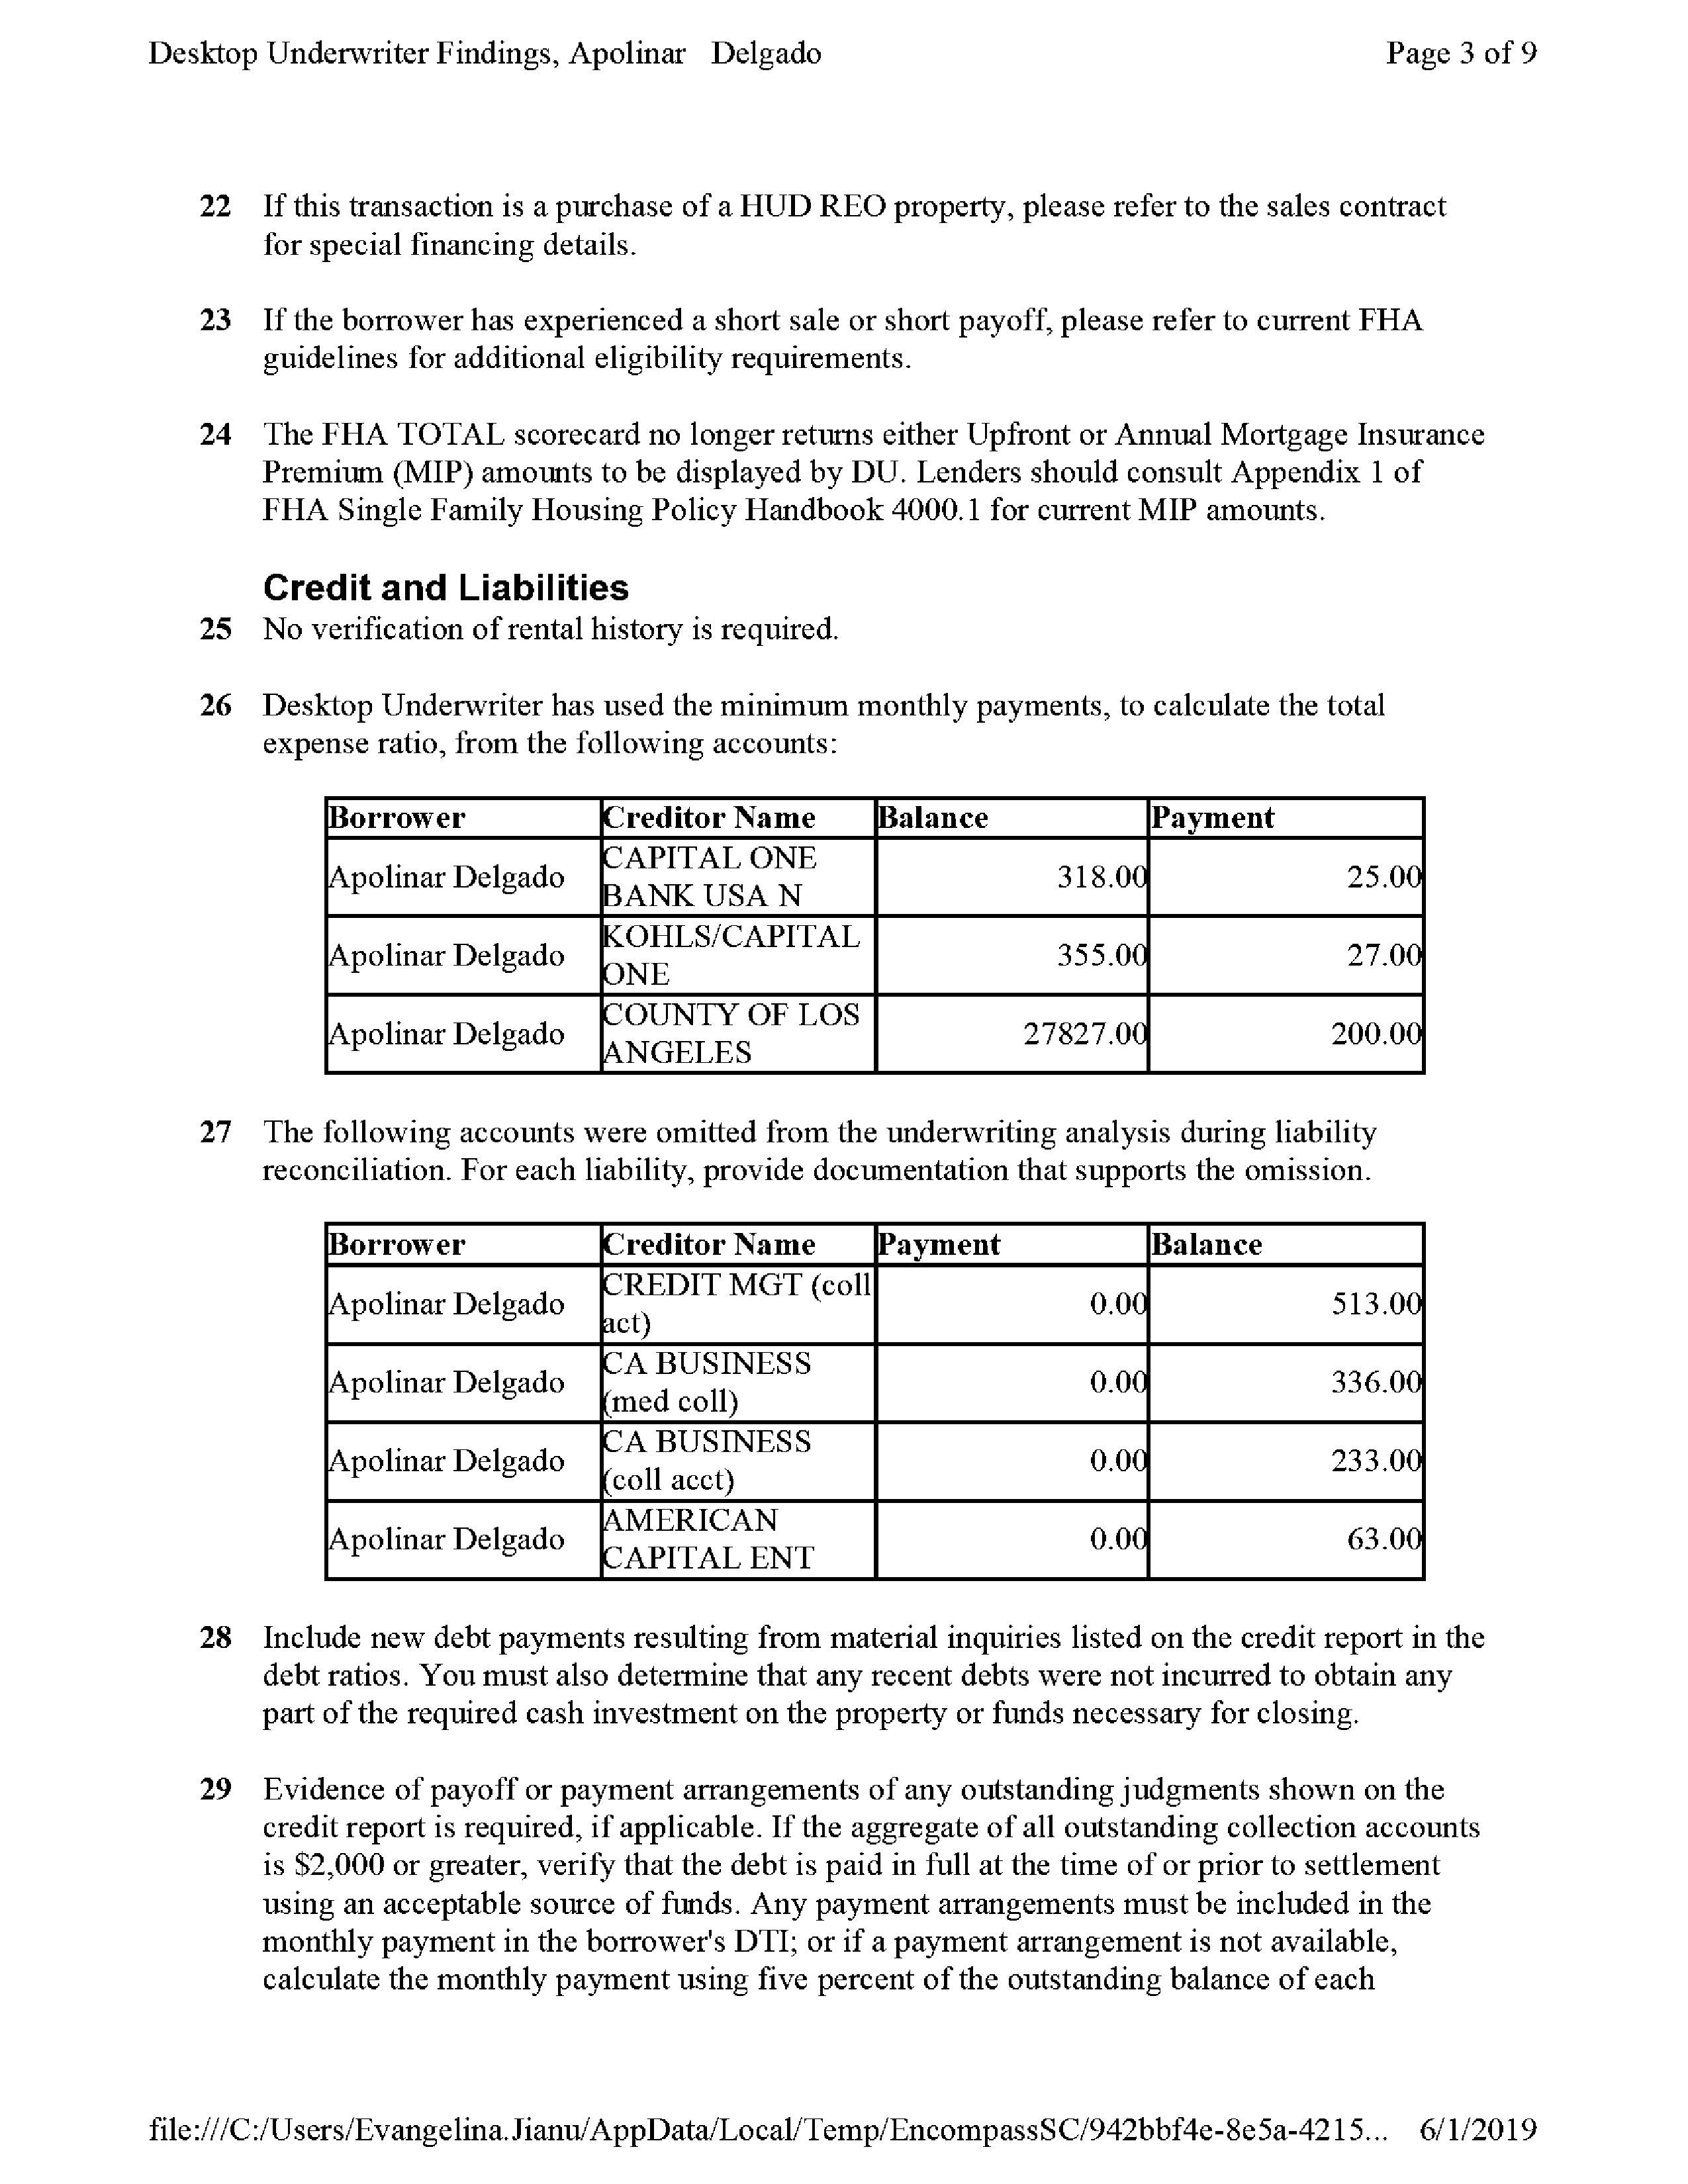 Desktop Underwriter Findings, Apolinar Delgado Page 3 of 9
22 If this transaction is a purchase of a HUD REO property, please refer to the sales contract
for special financing details.
23 If the borrower has experienced a short sale or short payoff, please refer to current FHA
guidelines for additional eligibility requirements.
24 The FHA TOTAL scorecard no longer returns either Upfront or Annual Mortgage Insurance
Premium (MIP) amounts to be displayed by DU. Lenders should consult Appendix 1 of
FHA Single Family Housing Policy Handbook 4000.1 for current MIP amounts.
Credit and Liabilities
25 No verification of rental history is required.
26 Desktop Underwriter has used the minimum monthly payments, to calculate the total
expense ratio, from the following accounts:
Borrower Creditor Name Balance Payment
Apolinar Delgado CAPITAL ONE BANK USA N 318.00 25.00
Apolinar Delgado KOHLS/CAPITAL ONE 355.00 27.00
Apolinar Delgado COUNTY OF LOS ANGELES 27827.00 200.00
27 The following accounts were omitted from the underwriting analysis during liability
reconciliation. For each liability, provide documentation that supports the omission.
Borrower Creditor Name Payment Balance
Apolinar Delgado CREDIT MGT (coll act) 0.00 513.00
Apolinar Delgado CA BUSINESS (med coll) 0.00 336.00
Apolinar Delgado CA BUSINESS (coll acct) 0.00 233.00
Apolinar Delgado AMERICAN CAPITAL ENT 0.00 63.00
28 Include new debt payments resulting from material inquiries listed on the credit report in the
debt ratios. You must also determine that any recent debts were not incurred to obtain any
part of the required cash investment on the property or funds necessary for closing.
29 Evidence of payoff or payment arrangements of any outstanding judgments shown on the
credit report is required, if applicable. If the aggregate of all outstanding collection accounts
is $2,000 or greater, verify that the debt is paid in full at the time of or prior to settlement
using an acceptable source of funds. Any payment arrangements must be included in the
monthly payment in the borrower's DTI; or if a payment arrangement is not available,
calculate the monthly payment using five percent of the outstanding balance of each
file:///C:/Users/Evangelina.Jianu/AppData/Local/Temp/EncompassSC/942bbf4e-8e5a-4215... 6/1/2019